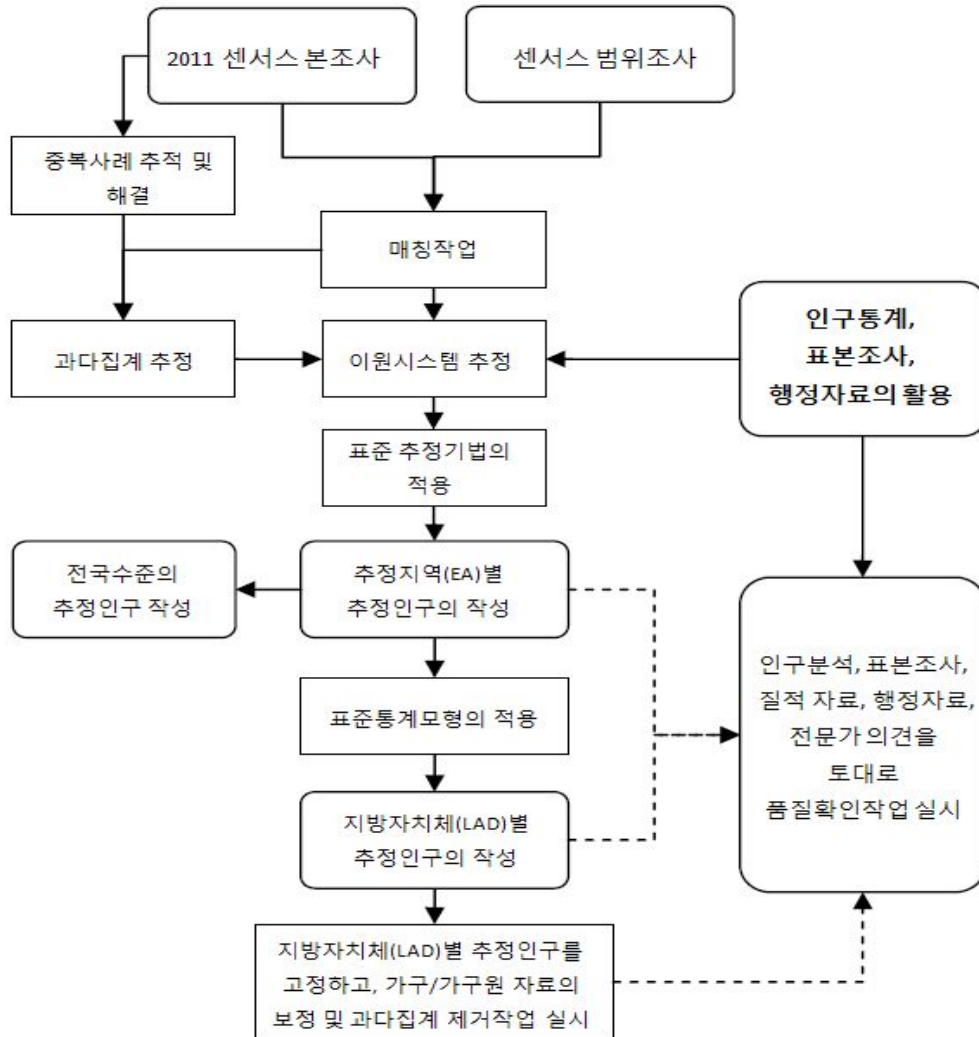 2011 센서스 본조사
센서스 범위조사
중복사례 추적 및
해결
매칭작업
인구통계,
표본조사,
행정자료의 활용
과다집계 추정
이원시스템 추정
표준 추정기법의
적용
전국수준의
추정인구 작성
추정지역(EA)별
추정인구의 작성
인구분석, 표본조사,
질적 자료, 행정자료,
전문가 의견을
토대로
품질확인작업 실시
표준통계모형의 적용
지방자치체(LAD)별
추정인구의 작성
지방자치체(LAD)별 추정인구를
고정하고, 가구/가구원 자료의
보정 및 과다집계 제거작업 실시